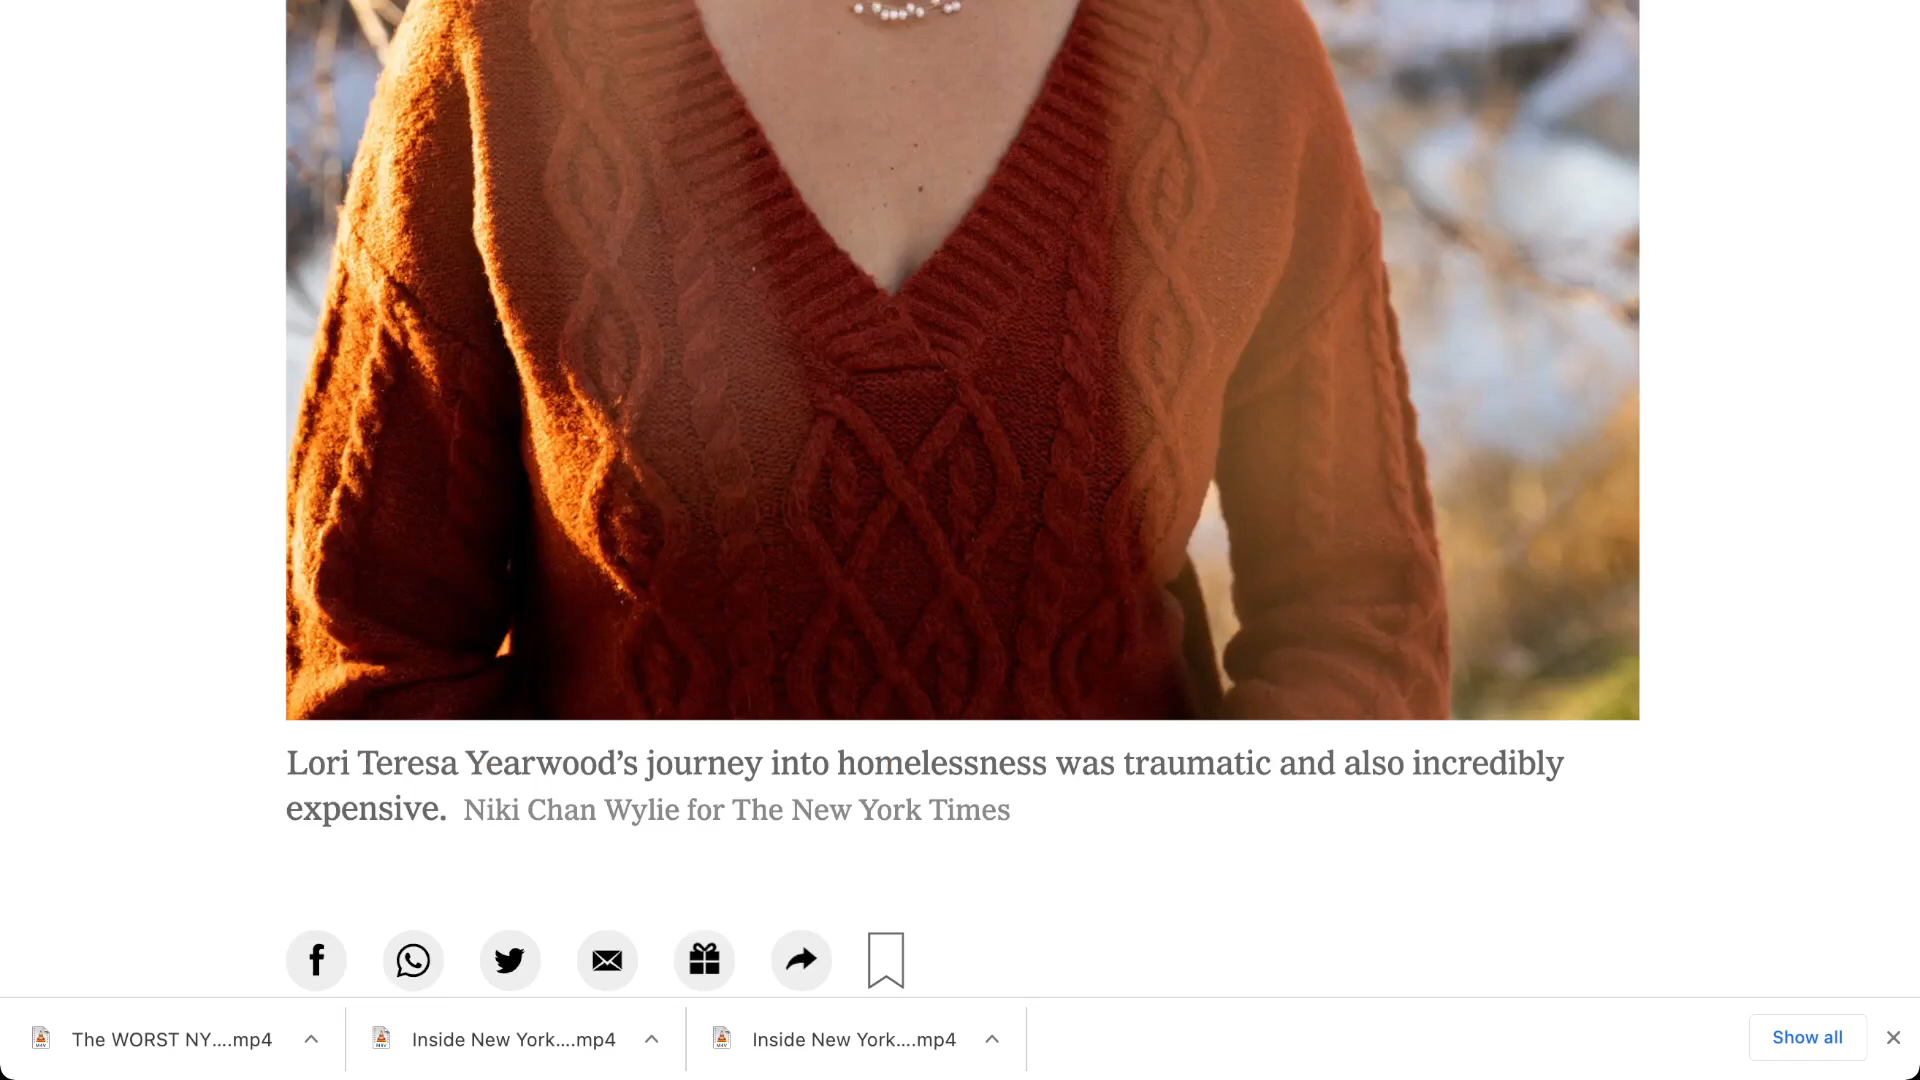 Lori Teresa Yearwood’s journey into homelessness was traumatic and also incredibly
expensive. Niki Chan Wylie for The New York Times
The WORST NY....mp4
Inside New York....mp4
Inside New York....mp4
Show all